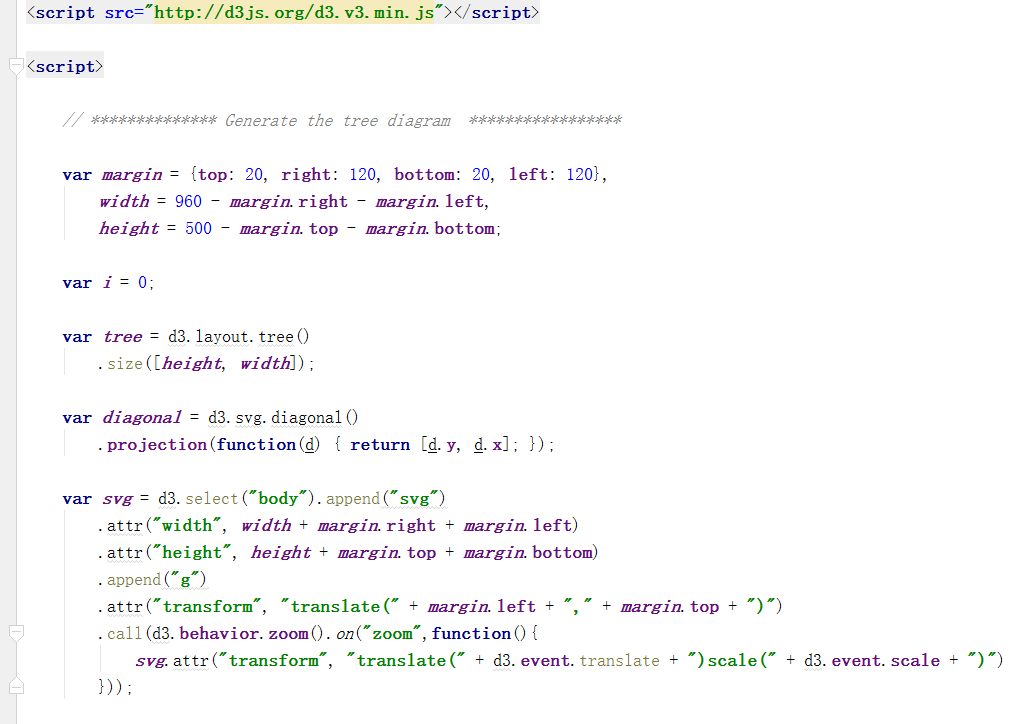 <script src="http://d3js.org/d3.v3.min.js"></script>
<script>
// ************** Generate the tree diagram  *****************
var margin = {top: 20, right: 120, bottom: 20, left: 120},
width = 960 - margin.right - margin.left,
height = 500 - margin.top - margin.bottom;
var i = 0;
var tree = d3.layout.tree()
.size([height, width]);
var diagonal = d3.svg.diagonal()
.projection(function(d) { return [d.y, d.x]; });
var svg = d3.select("body").append("svg")
.attr("width", width + margin.right + margin.left)
.attr("height", height + margin.top + margin.bottom)
.append("g")
.attr("transform", "translate(" + margin.left + "," + margin.top + ")")
.call(d3.behavior.zoom().on("zoom",function(){
svg.attr("transform", "translate(" + d3.event.translate + ")scale(" + d3.event.scale + ")")
}));